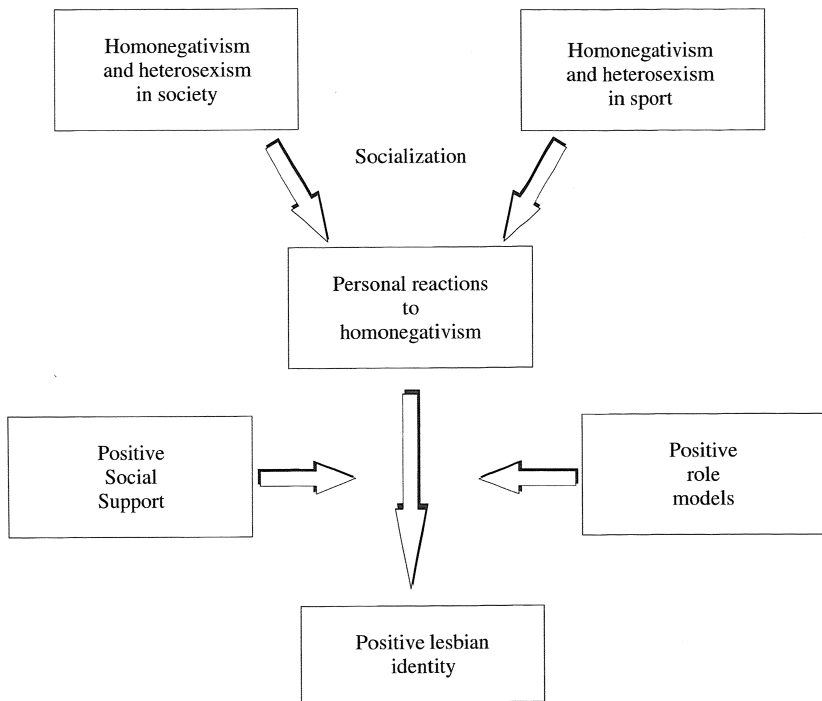 Homonegativism
and heterosexism
in society
Homonegativism
and heterosexism
in sport
Socialization
Personal reactions
to
homonegativism
Positive
Social
Support
Positive
role
models
Positive lesbian
identity